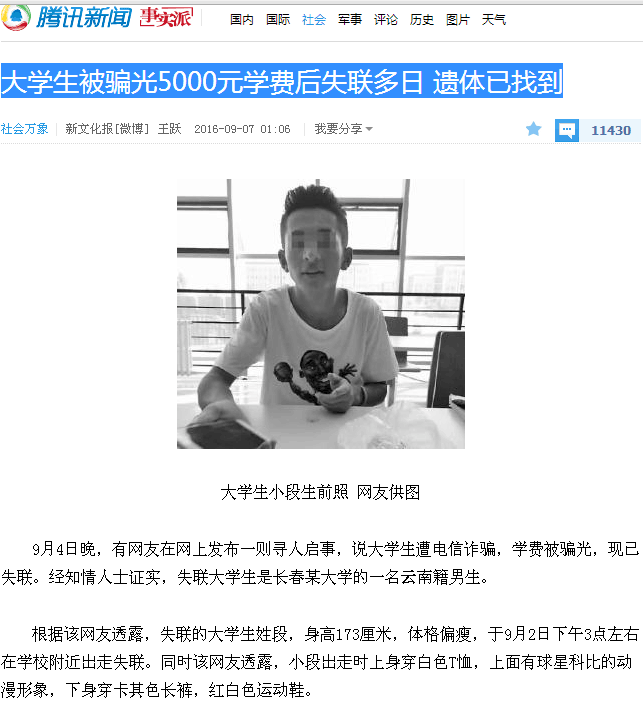 腾讯新闻 事实派 国内 国际 社会 军事 评论 历史 图片 天气
大学生被骗光5000元学费后失联多日 遗体已找到
社会万象 新文化报[微博] 王跃 2016-09-07 01:06 我要分享 11430
大学生小段生前照 网友供图
9月4日晚，有网友在网上发布一则寻人启事，说大学生遭电信诈骗，学费被骗光，现已
失联。经知情人士证实，失联大学生是长春某大学的一名云南籍男生。
根据该网友透露，失联的大学生姓段，身高173厘米，体格偏瘦，于9月2日下午3点左右
在学校附近出走失联。同时该网友透露，小段出走时上身穿白色T恤，上面有球星科比的动
漫形象，下身穿卡其色长裤，红白色运动鞋。